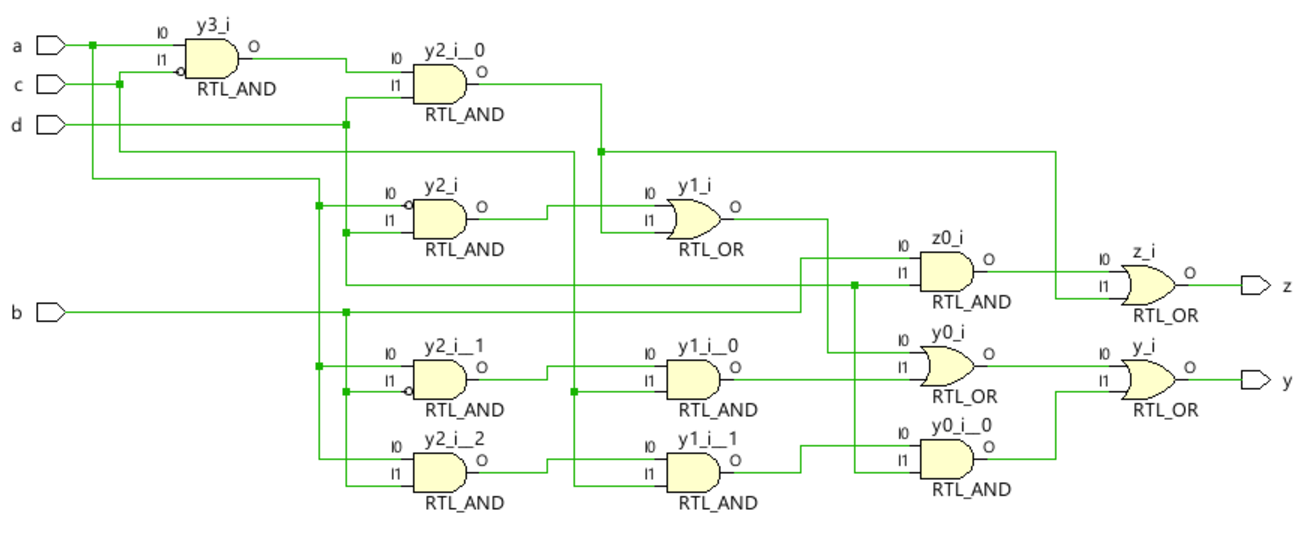 y3_i
a
I0
O
I1
RTL_AND
c
y2_i__0
I0
O
I1
RTL_AND
d
y2_i
I0
O
I1
RTL_AND
y1_i
I0
O
I1
RTL_OR
z0_i
I0
O
I1
RTL_AND
z_i
I0
O
I1
RTL_OR
z
b
y2_i__1
I0
O
I1
RTL_AND
y1_i__0
I0
O
I1
RTL_AND
y0_i
I0
O
I1
RTL_OR
y_i
I0
O
I1
RTL_OR
y
y2_i__2
I0
O
I1
RTL_AND
y1_i__1
I0
O
I1
RTL_AND
y0_i__0
I0
O
I1
RTL_AND